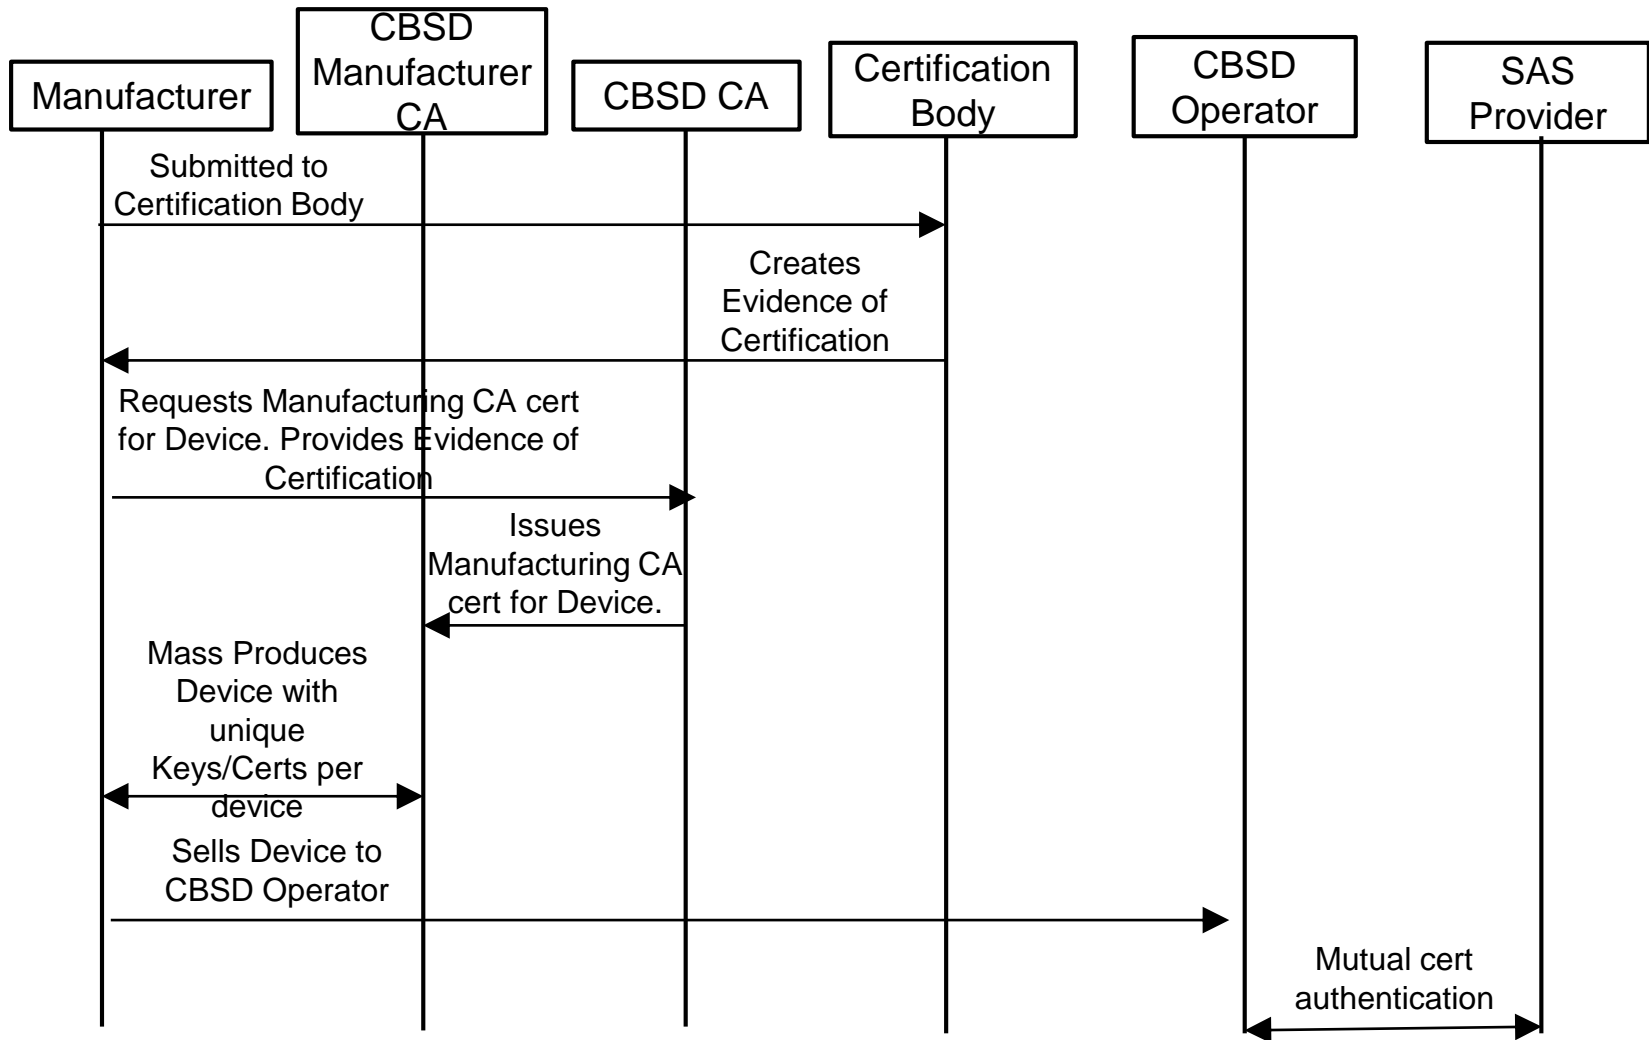 CBSD
Manufacturer
CA
Manufacturer
CBSD CA
Certification
Body
CBSD
Operator
SAS
Provider
Submitted to
Certification Body
Creates
Evidence of
Certification
Requests Manufacturing CA cert
for Device. Provides Evidence of
Certification
Issues
Manufacturing CA
cert for Device.
Mass Produces
Device with
unique
Keys/Certs per
device
Sells Device to
CBSD Operator
Mutual cert
authentication